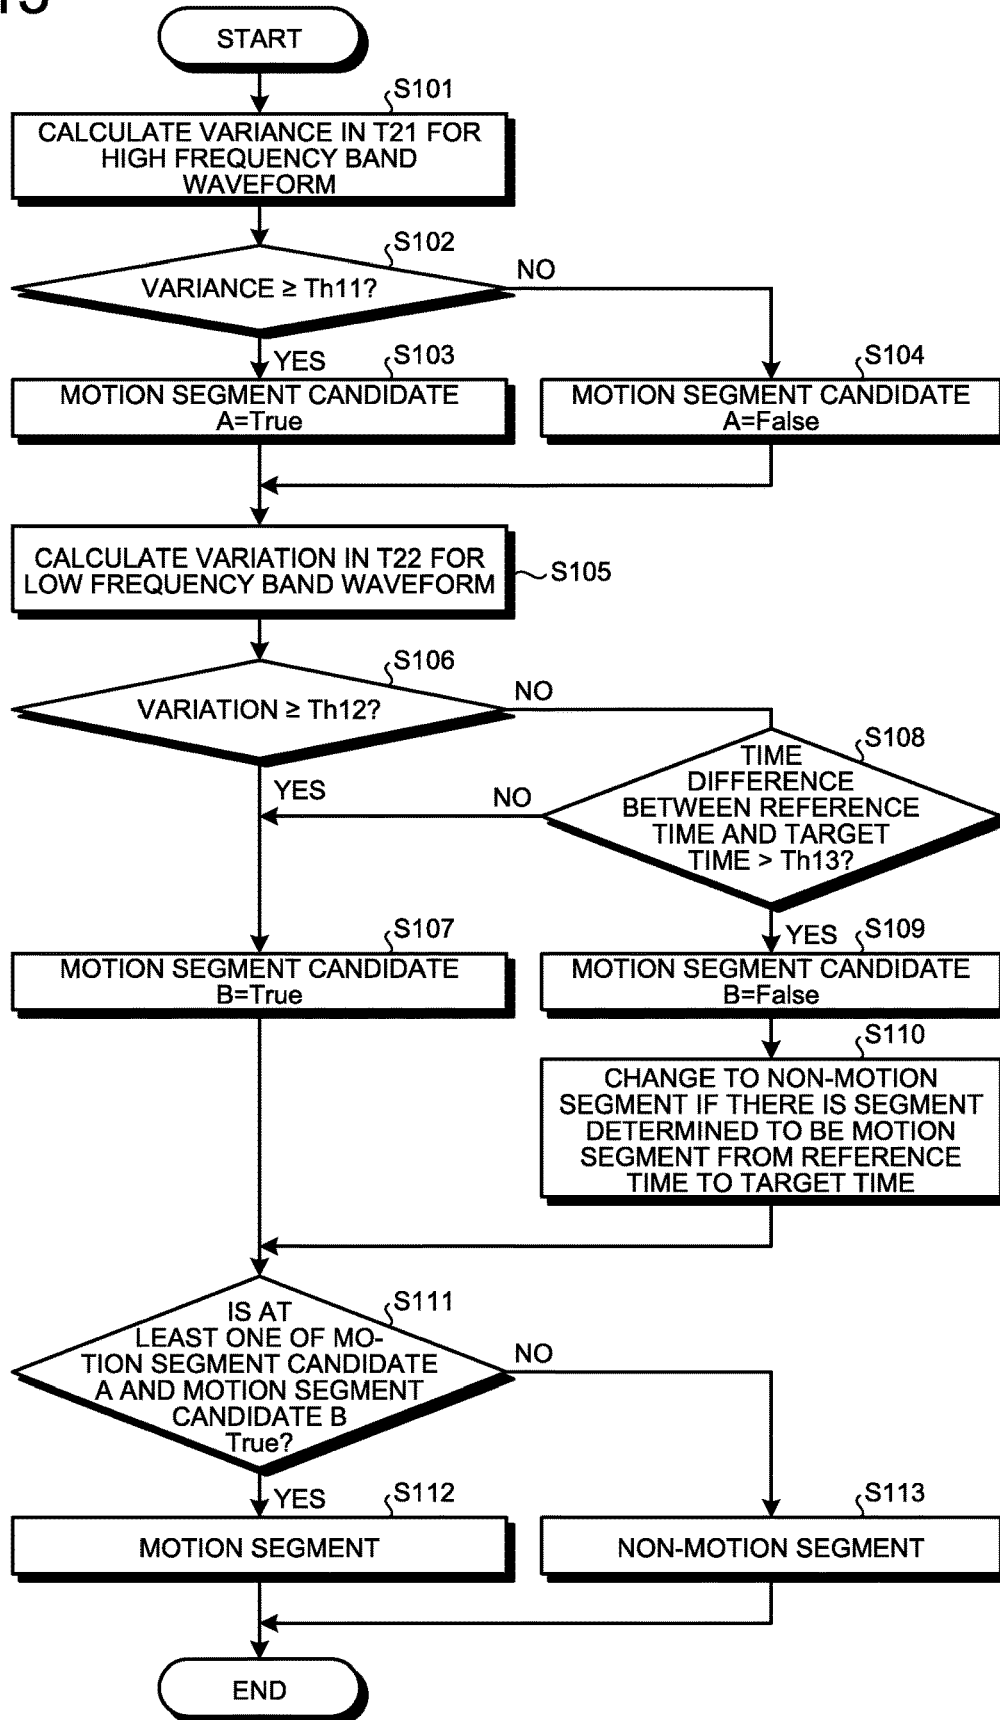 START
S101
CALCULATE VARIANCE IN T21 FOR
HIGH FREQUENCY BAND
WAVEFORM
S102
VARIANCE ≥ Th11?
NO
YES
S103
MOTION SEGMENT CANDIDATE
A=True
S104
MOTION SEGMENT CANDIDATE
A=False
CALCULATE VARIATION IN T22 FOR
LOW FREQUENCY BAND WAVEFORM
S105
S106
VARIATION ≥ Th12?
NO
YES
S108
TIME
DIFFERENCE
BETWEEN REFERENCE
TIME AND TARGET
TIME > Th13?
NO
YES
S107
MOTION SEGMENT CANDIDATE
B=True
S109
MOTION SEGMENT CANDIDATE
B=False
S110
CHANGE TO NON-MOTION
SEGMENT IF THERE IS SEGMENT
DETERMINED TO BE MOTION
SEGMENT FROM REFERENCE
TIME TO TARGET TIME
S111
IS AT
LEAST ONE OF MO-
TION SEGMENT CANDIDATE
A AND MOTION SEGMENT
CANDIDATE B
True?
NO
YES
S112
MOTION SEGMENT
S113
NON-MOTION SEGMENT
END